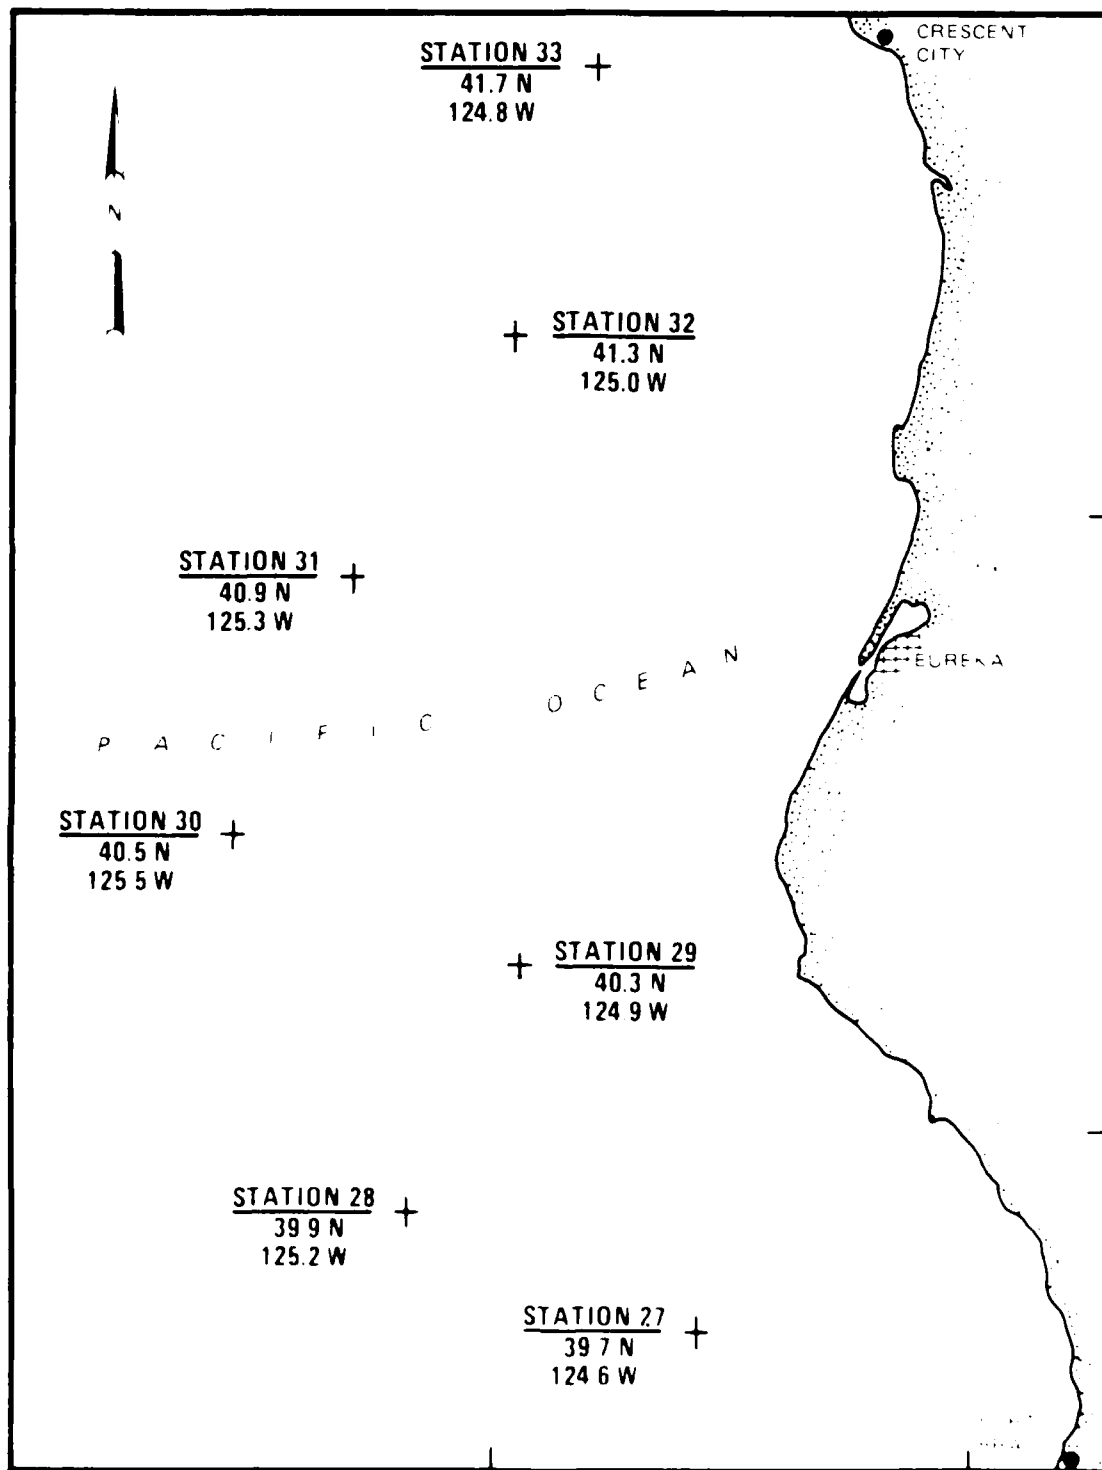 CRESCENT
CITY
STATION 33
41.7 N
124.8 W
N
STATION 32
41.3 N
125.0 W
STATION 31
40.9 N
125.3 W
EUREKA
PACIFIC OCEAN
STATION 30
40.5 N
125 5 W
STATION 29
40.3 N
124 9 W
STATION 28
39 9 N
125.2 W
STATION 27
39 7 N
124 6 W